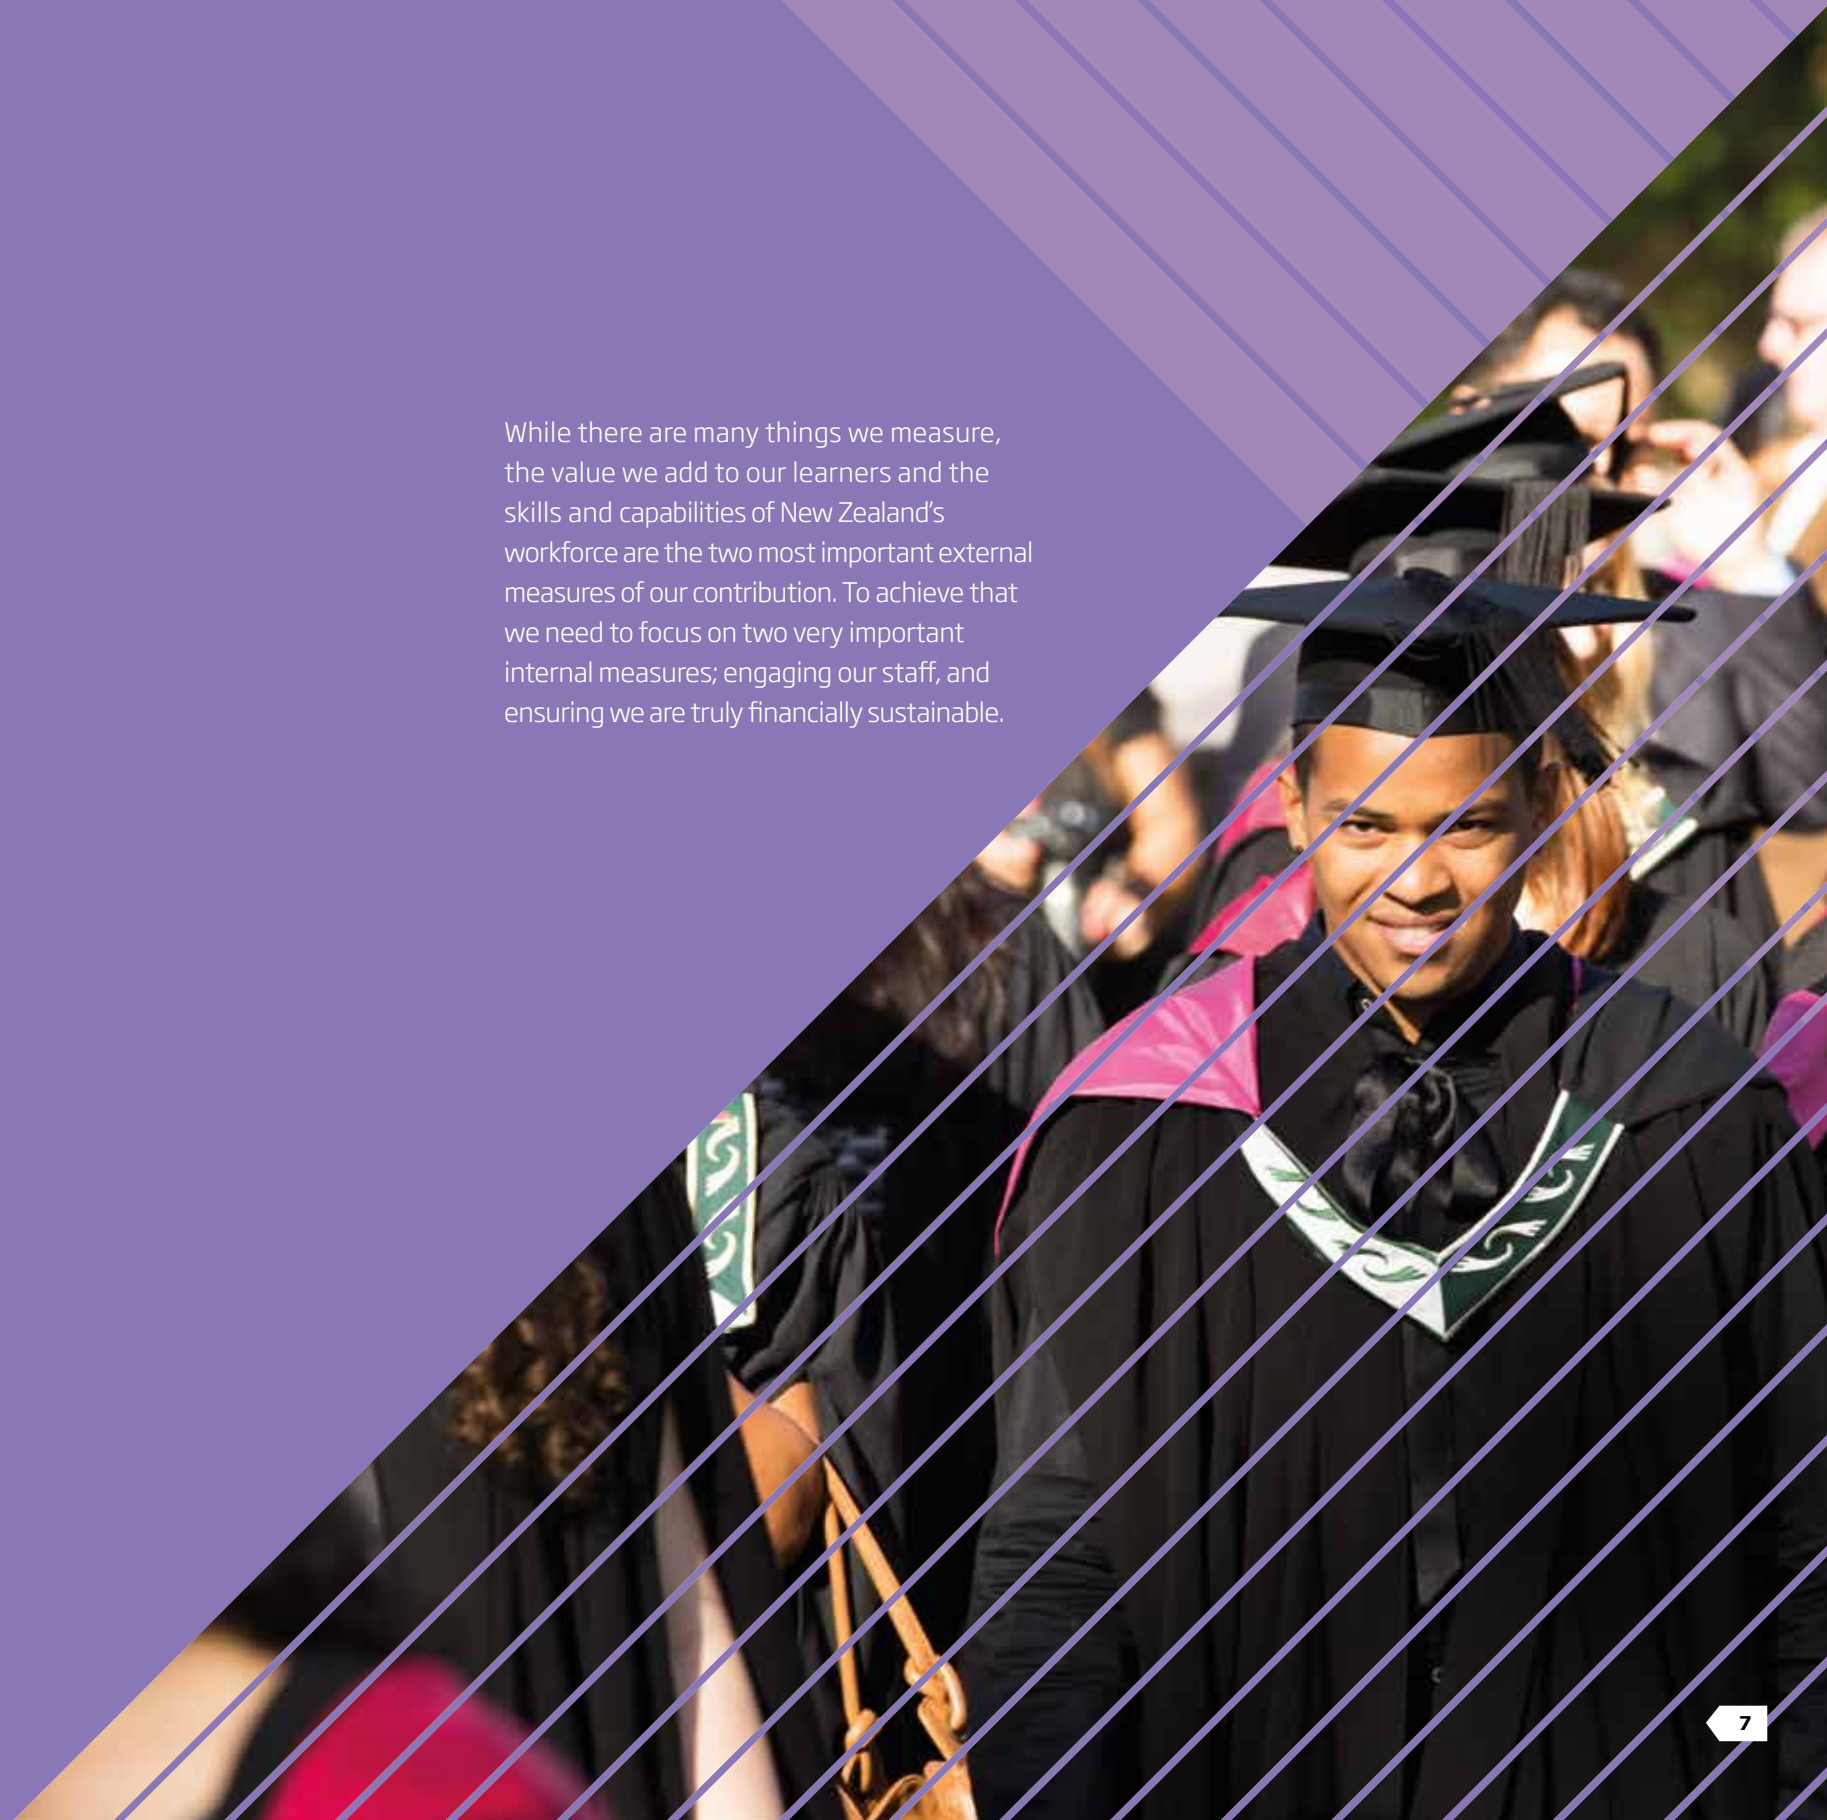 While there are many things we measure,
the value we add to our learners and the
skills and capabilities of New Zealand’s
workforce are the two most important external
measures of our contribution. To achieve that
we need to focus on two very important
internal measures; engaging our staff, and
ensuring we are truly financially sustainable.
7